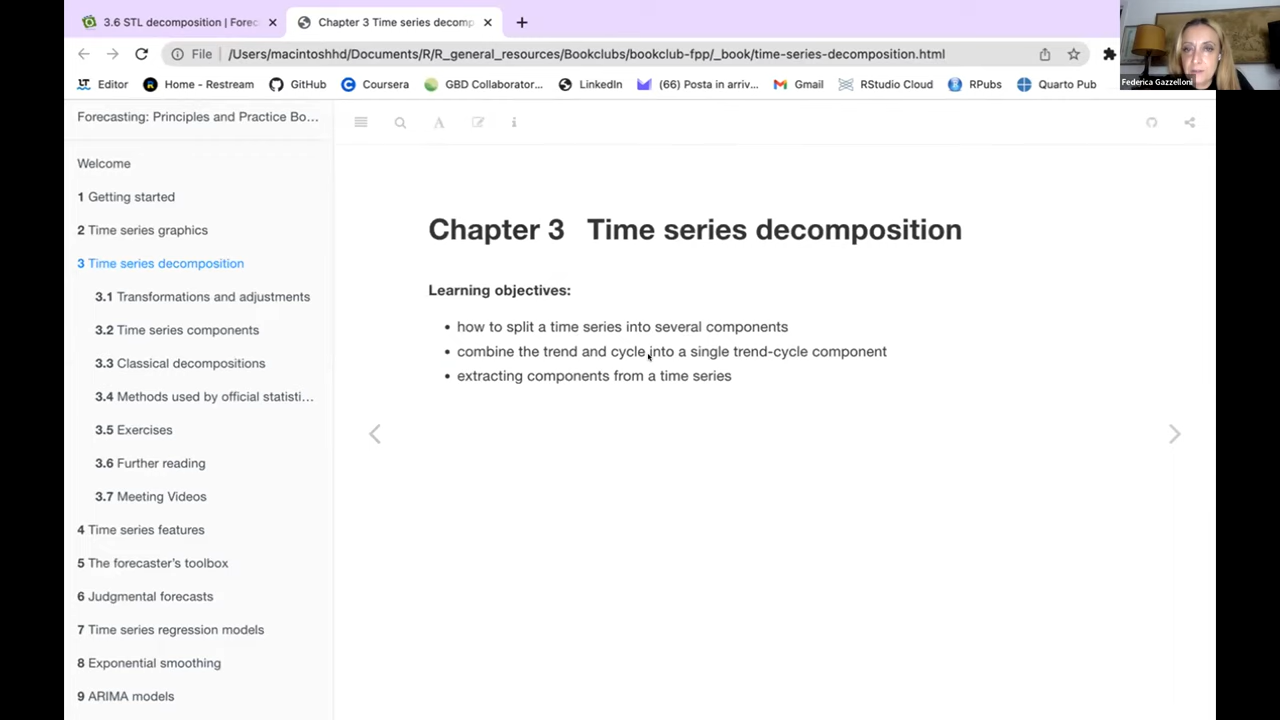 3.6 STL decomposition | Forec
Chapter 3 Time series decomp
File
/Users/macintoshhd/Documents/R/R_general_resources/Bookclubs/bookclub-fpp/_book/time-series-decomposition.html
Editor
Home - Restream
GitHub
Coursera
GBD Collaborator...
LinkedIn
(66) Posta in arriv...
Gmail
RStudio Cloud
RPubs
Quarto Pub
Federica Gazzelloni
Forecasting: Principles and Practice Bo...
Welcome
1 Getting started
2 Time series graphics
3 Time series decomposition
3.1 Transformations and adjustments
3.2 Time series components
3.3 Classical decompositions
3.4 Methods used by official statisti...
3.5 Exercises
3.6 Further reading
3.7 Meeting Videos
4 Time series features
5 The forecaster's toolbox
6 Judgmental forecasts
7 Time series regression models
8 Exponential smoothing
9 ARIMA models
Chapter 3 Time series decomposition
Learning objectives:
• how to split a time series into several components
• combine the trend and cycle into a single trend-cycle component
• extracting components from a time series